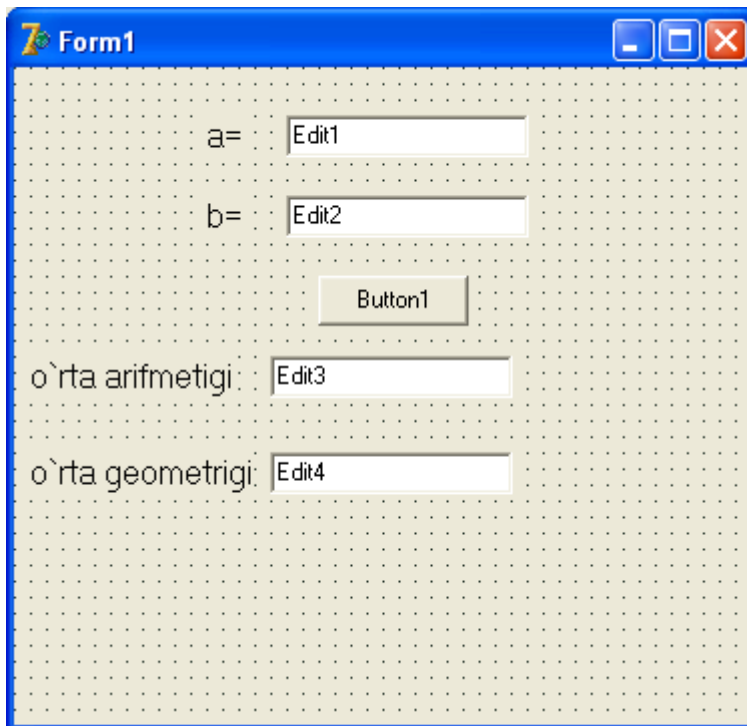 Form1
a= Edit1
b= Edit2
Button1
o`rta arifmetigi Edit3
o`rta geometrigi Edit4